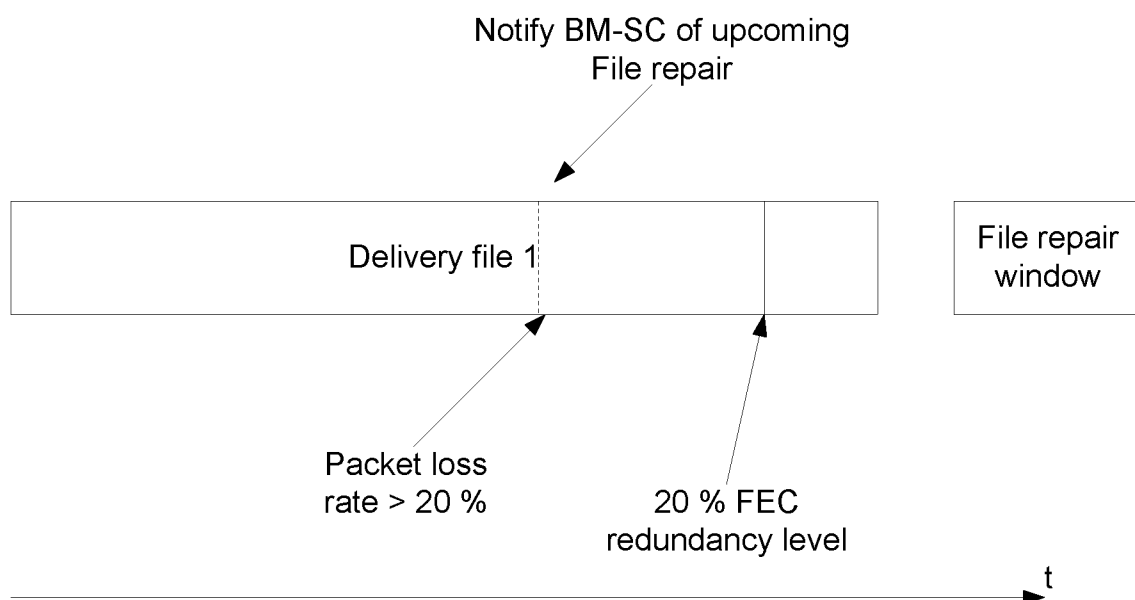 Notify BM-SC of upcoming
File repair
Delivery file 1
File repair
window
Packet loss
rate > 20 %
20 % FEC
redundancy level
t